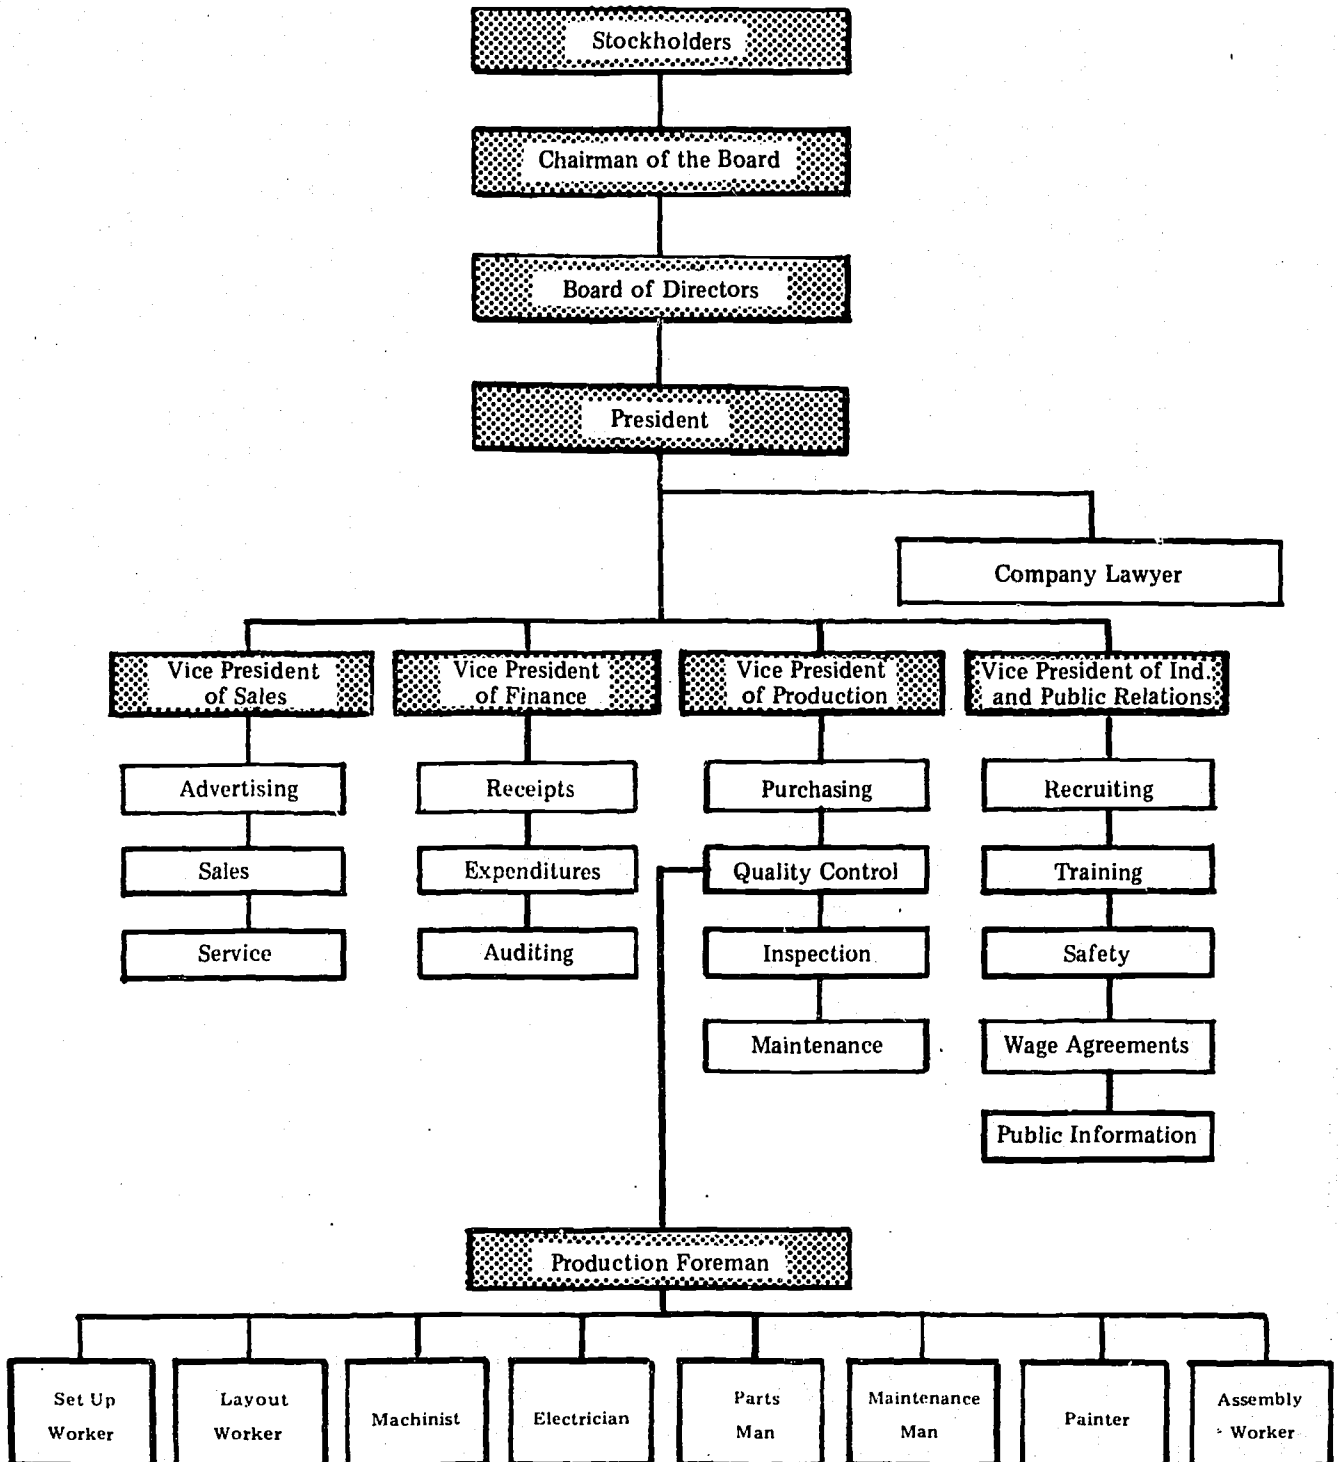 Stockholders
Chairman of the Board
Board of Directors
President
Company Lawyer
Vice President
of Sales
Vice President
of Finance
Vice President
of Production
Vice President of Ind.
and Public Relations
Advertising
Receipts
Purchasing
Recruiting
Sales
Expenditures
Quality Control
Training
Service
Auditing
Inspection
Safety
Maintenance
Wage Agreements
Public Information
Production Foreman
Set Up
Worker
Layout
Worker
Machinist
Electrician
Parts
Man
Maintenance
Man
Painter
Assembly
Worker